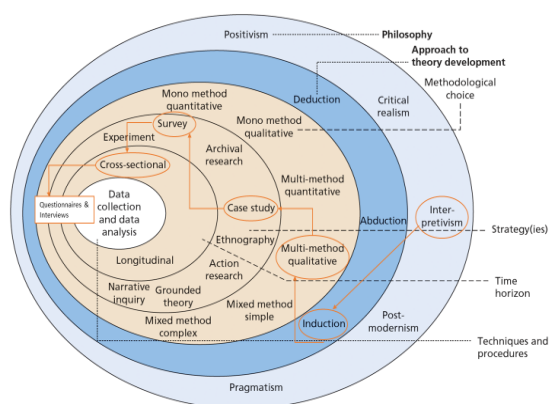 Positivism
Philosophy
Approach to
theory development
Methodological
choice
Mono method
quantitative
Deduction
Critical
realism
Survey
Mono method
qualitative
Experiment
Archival
research
Cross-sectional
Multi-method
quantitative
Data
collection
and data
analysis
Questionnaires &
Interviews
Case study
Abduction
Inter-
pretivism
Strategy(ies)
Ethnography
Multi-method
qualitative
Longitudinal
Action
research
Time
horizon
Narrative
inquiry
Grounded
theory
Mixed method
simple
Mixed method
complex
Induction
Post-
modernism
Techniques and
procedures
Pragmatism